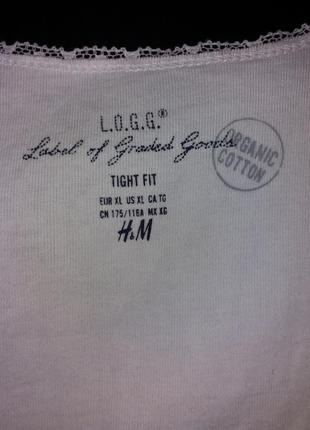 L.O.G.G.®
Label of Graded Goods
ORGANIC COTTON
TIGHT FIT
EUR XL US XL CA TG
CN 175/116A MX XG
H&M